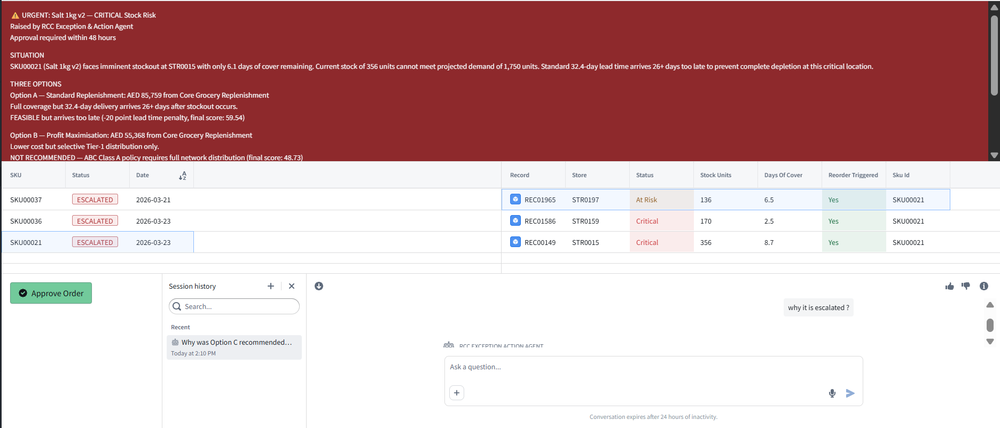 ⚠ URGENT: Salt 1kg v2 — CRITICAL Stock Risk
Raised by RCC Exception & Action Agent
Approval required within 48 hours
SITUATION
SKU00021 (Salt 1kg v2) faces imminent stockout at STR0015 with only 6.1 days of cover remaining. Current stock of 356 units cannot meet projected demand of 1,750 units. Standard 32.4-day lead time arrives 26+ days too late to prevent complete depletion at this critical location.
THREE OPTIONS
Option A — Standard Replenishment: AED 85,759 from Core Grocery Replenishment
Full coverage but 32.4-day delivery arrives 26+ days after stockout occurs.
FEASIBLE but arrives too late (-20 point lead time penalty, final score: 59.54)
Option B — Profit Maximisation: AED 55,368 from Core Grocery Replenishment
Lower cost but selective Tier-1 distribution only.
NOT RECOMMENDED — ABC Class A policy requires full network distribution (final score: 48.73)
SKU Status Date
SKU00037 ESCALATED 2026-03-21
SKU00036 ESCALATED 2026-03-23
SKU00021 ESCALATED 2026-03-23
Record Store Status Stock Units Days Of Cover Reorder Triggered Sku Id
REC01965 STR0197 At Risk 136 6.5 Yes SKU00021
REC01586 STR0159 Critical 170 2.5 Yes SKU00021
REC00149 STR0015 Critical 356 8.7 Yes SKU00021
Approve Order
Session history
Search...
Recent
Why was Option C recommended...
Today at 2:10 PM
why it is escalated ?
RCC EXCEPTION ACTION AGENT
Ask a question...
Conversation expires after 24 hours of inactivity.